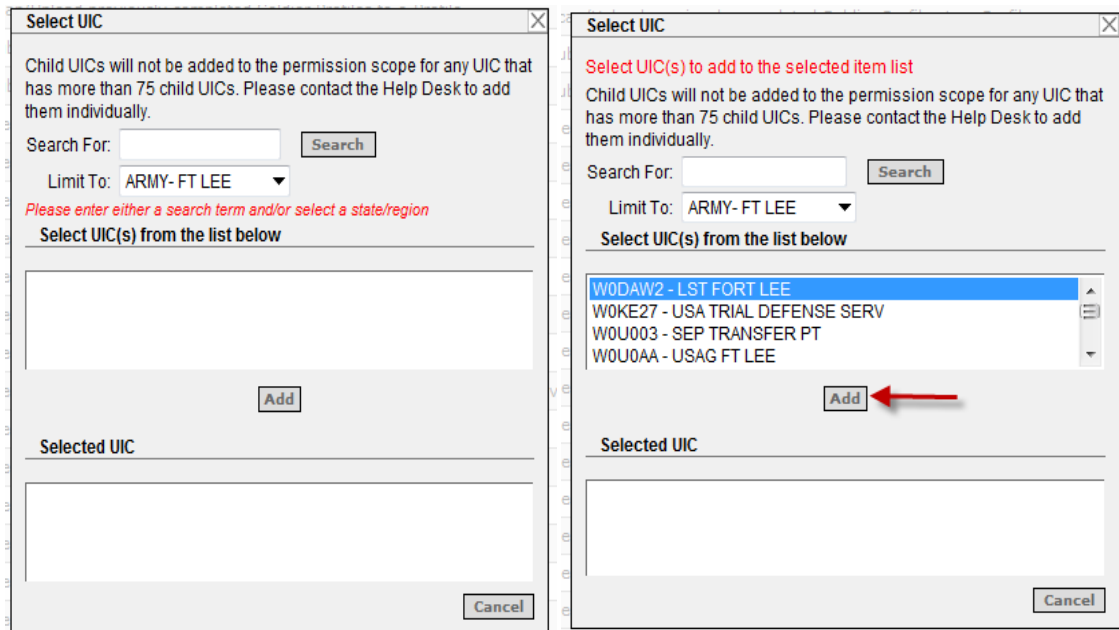 Select UIC
Child UICs will not be added to the permission scope for any UIC that
has more than 75 child UICs. Please contact the Help Desk to add
them individually.
Search For:
Search
Limit To: ARMY- FT LEE
Please enter either a search term and/or select a state/region
Select UIC(s) from the list below
Add
Selected UIC
Cancel
Select UIC
Select UIC(s) to add to the selected item list
Child UICs will not be added to the permission scope for any UIC that
has more than 75 child UICs. Please contact the Help Desk to add
them individually.
Search For:
Search
Limit To: ARMY- FT LEE
Select UIC(s) from the list below
W0DAW2 - LST FORT LEE
W0KE27 - USA TRIAL DEFENSE SERV
W0U003 - SEP TRANSFER PT
W0U0AA - USAG FT LEE
Add
Selected UIC
Cancel